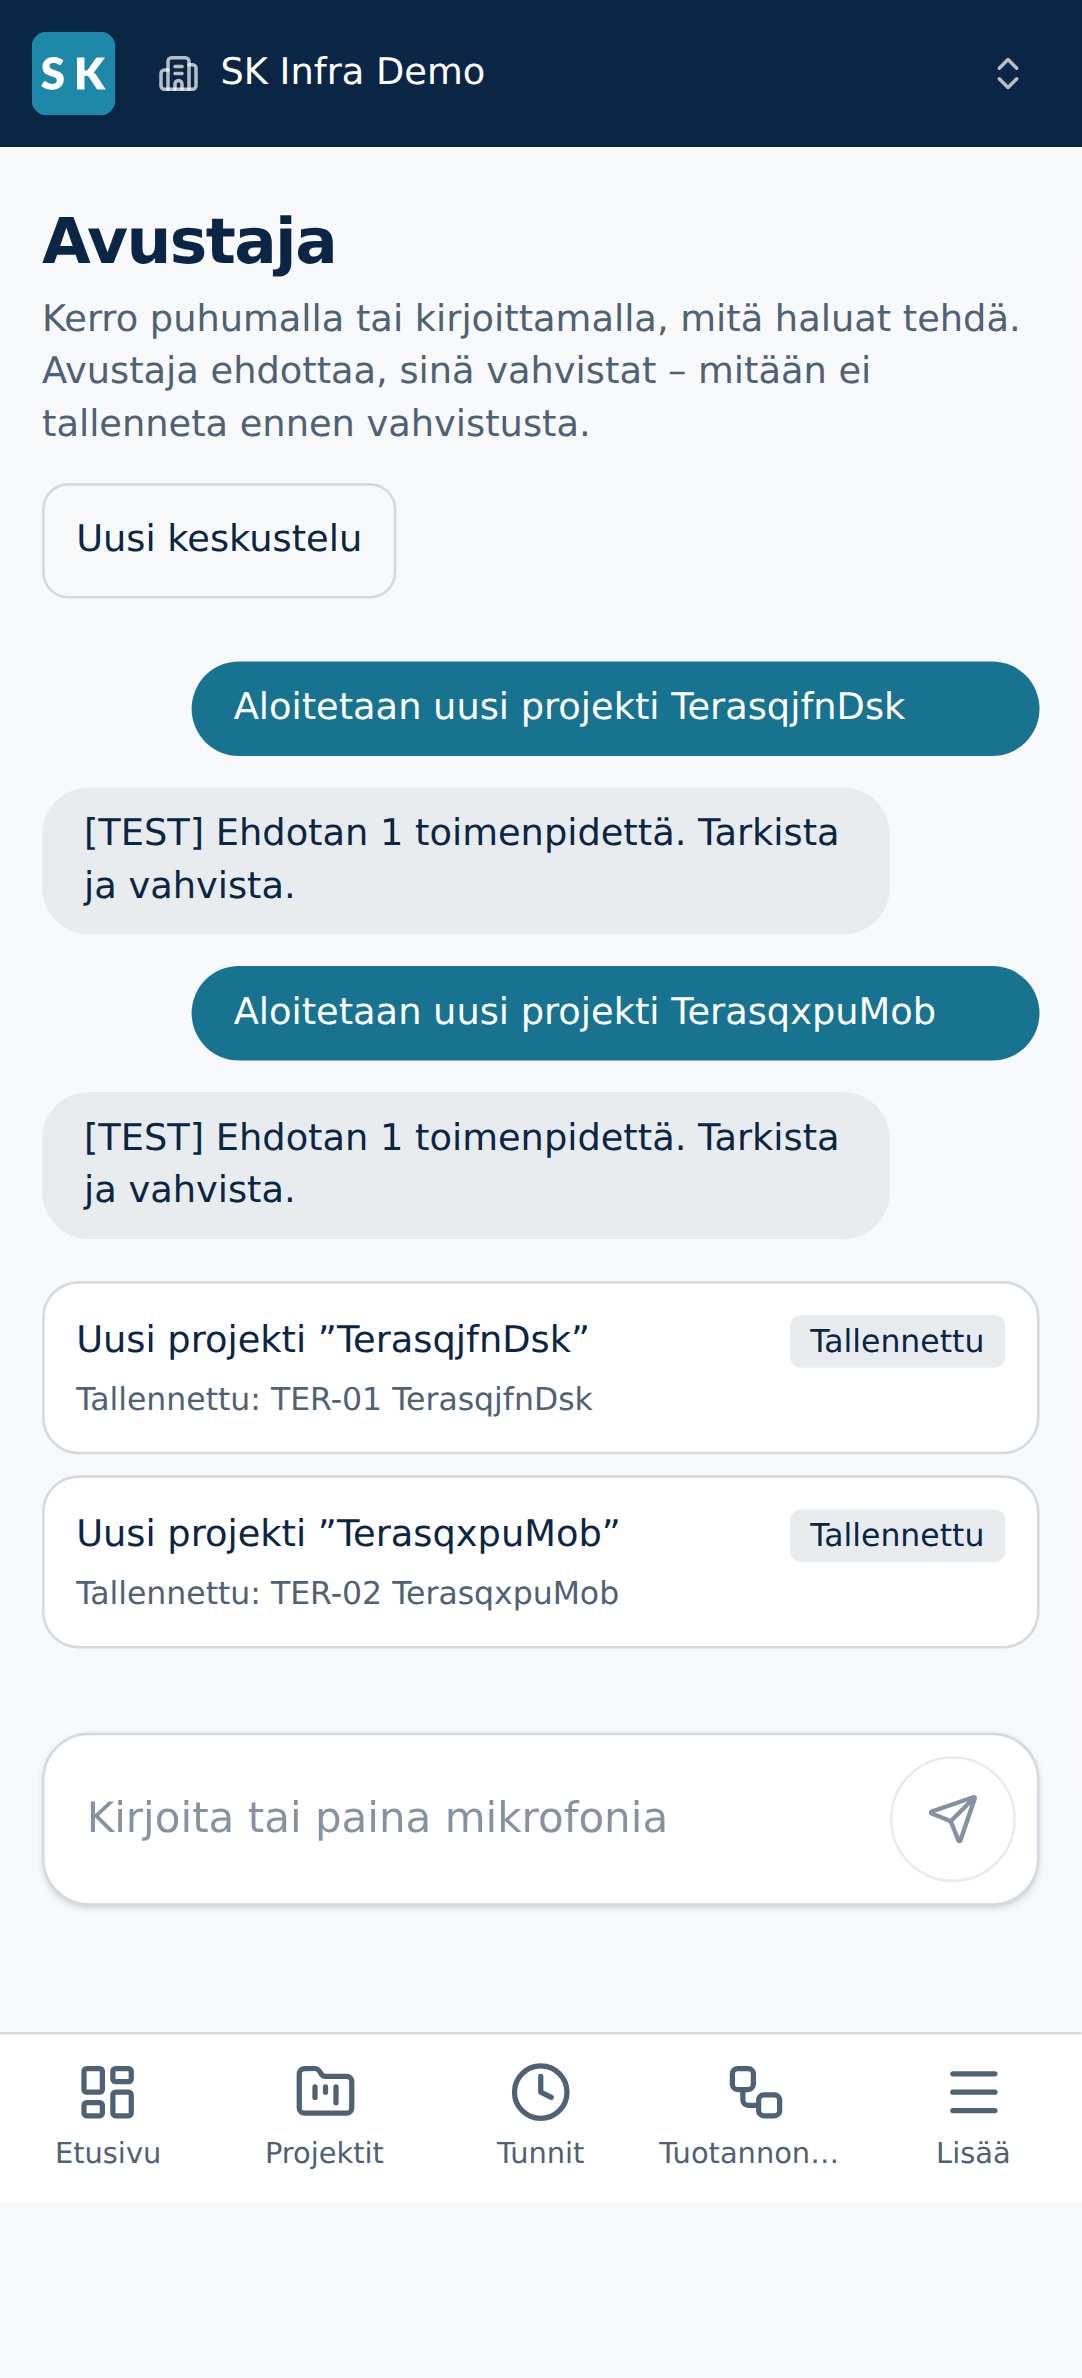 SK
SK Infra Demo
Avustaja
Kerro puhumalla tai kirjoittamalla, mitä haluat tehdä.
Avustaja ehdottaa, sinä vahvistat – mitään ei
tallenneta ennen vahvistusta.
Uusi keskustelu
Aloitetaan uusi projekti TerasqjfnDsk
[TEST] Ehdotan 1 toimenpidettä. Tarkista
ja vahvista.
Aloitetaan uusi projekti TerasqxpuMob
[TEST] Ehdotan 1 toimenpidettä. Tarkista
ja vahvista.
Uusi projekti ”TerasqjfnDsk” Tallennettu
Tallennettu: TER-01 TerasqjfnDsk
Uusi projekti ”TerasqxpuMob” Tallennettu
Tallennettu: TER-02 TerasqxpuMob
Kirjoita tai paina mikrofonia
Etusivu Projektit Tunnit Tuotannon… Lisää